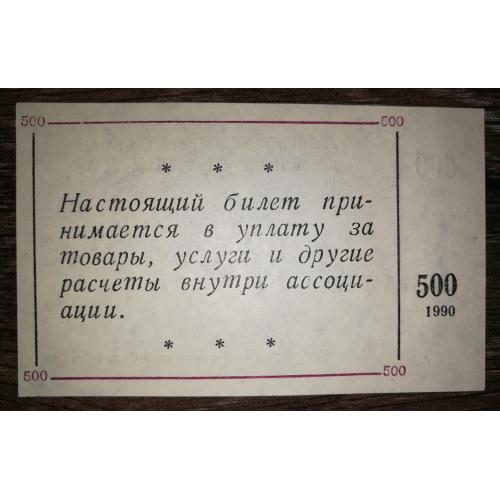 500 500
* * *
Настоящий билет при-
нимается в уплату за
товары, услуги и другие
расчеты внутри ассоци-
ации.
* * *
500 500
500
1990